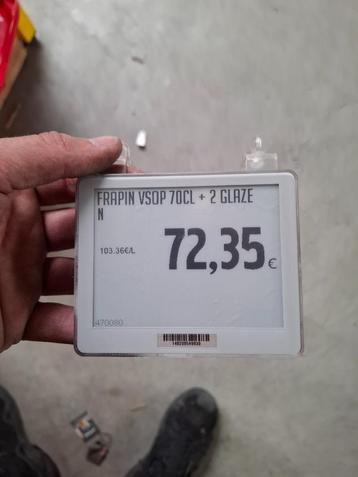 FRAPIN VSOP 70CL + 2 GLAZE
N
103.36€/L
72,35€
470080